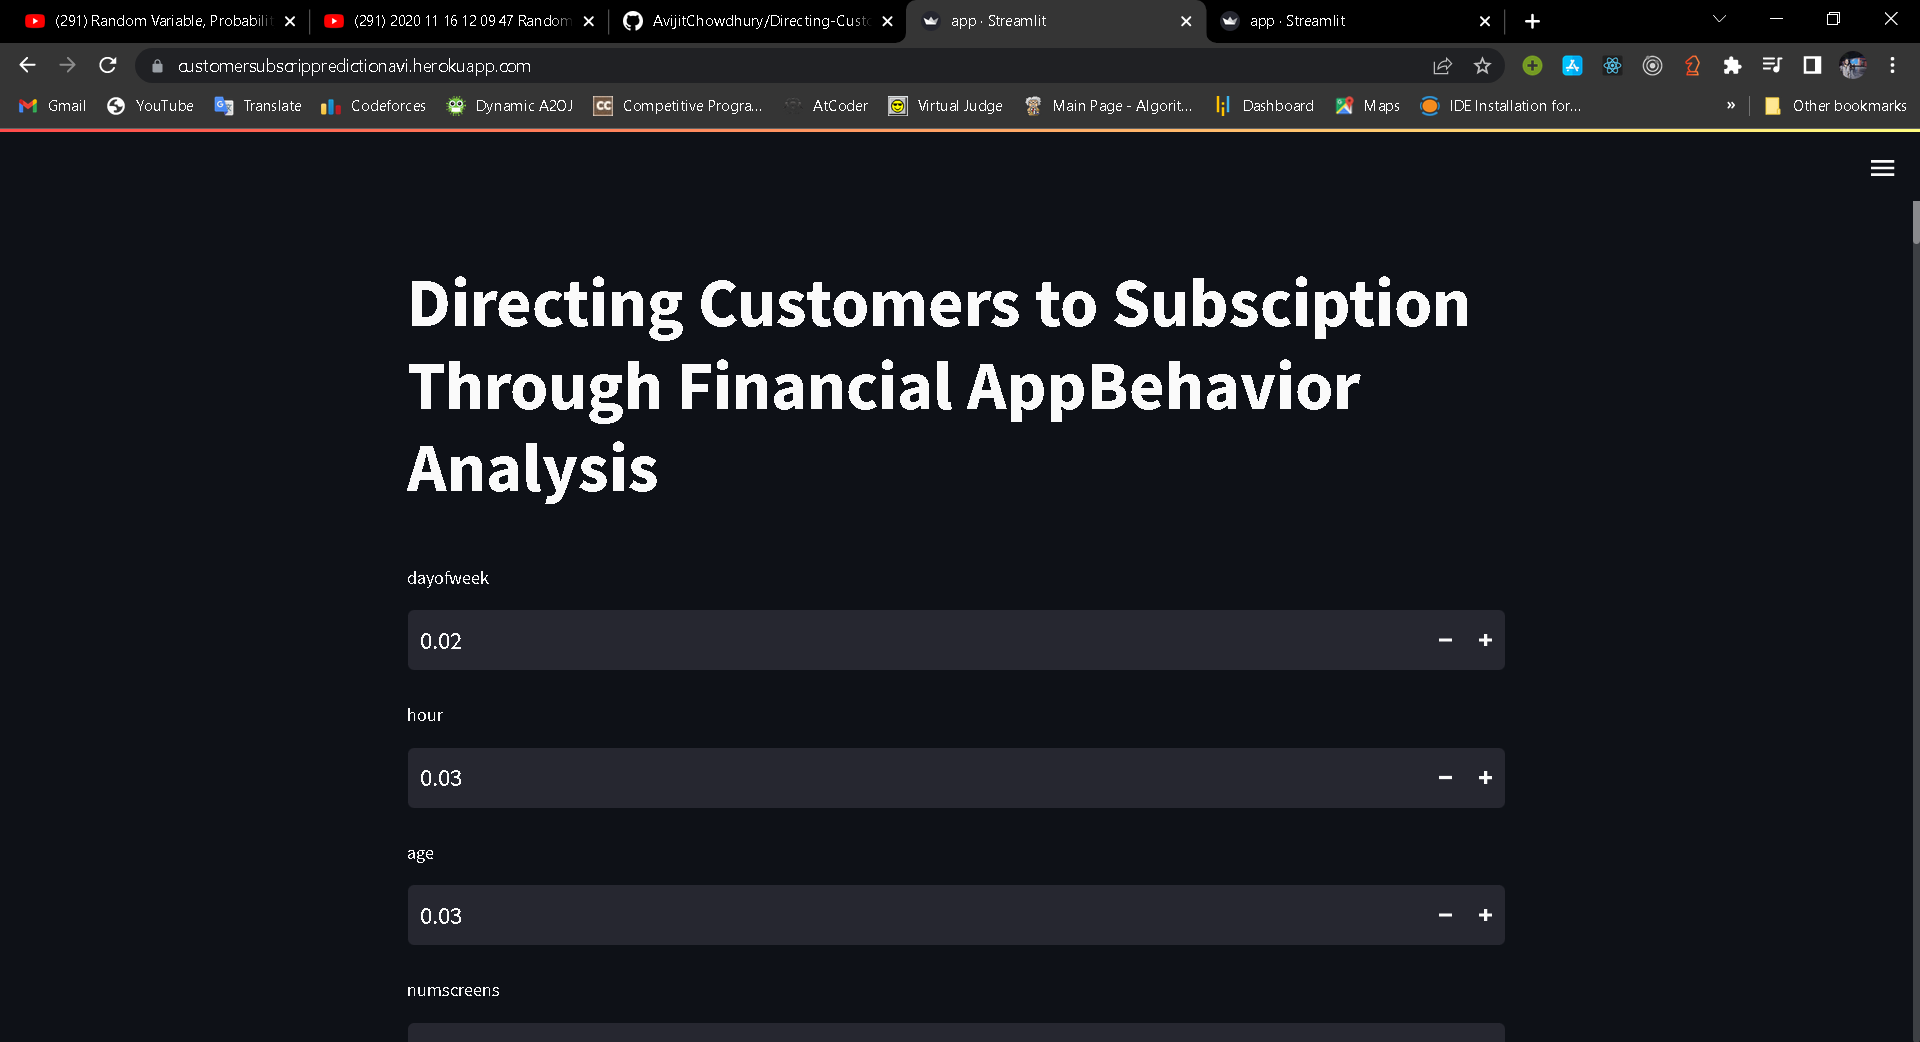 (291) Random Variable, Probabilit
(291) 2020 11 16 12 09 47 Random
AvijitChowdhury/Directing-Custo
app · Streamlit
app · Streamlit
customersubscrippredictionavi.herokuapp.com
Gmail
YouTube
Translate
Codeforces
Dynamic A2OJ
CC
Competitive Progra...
AtCoder
Virtual Judge
Main Page - Algorit...
Dashboard
Maps
IDE Installation for...
»
Other bookmarks
Directing Customers to Subsciption
Through Financial AppBehavior
Analysis
dayofweek
0.02
hour
0.03
age
0.03
numscreens